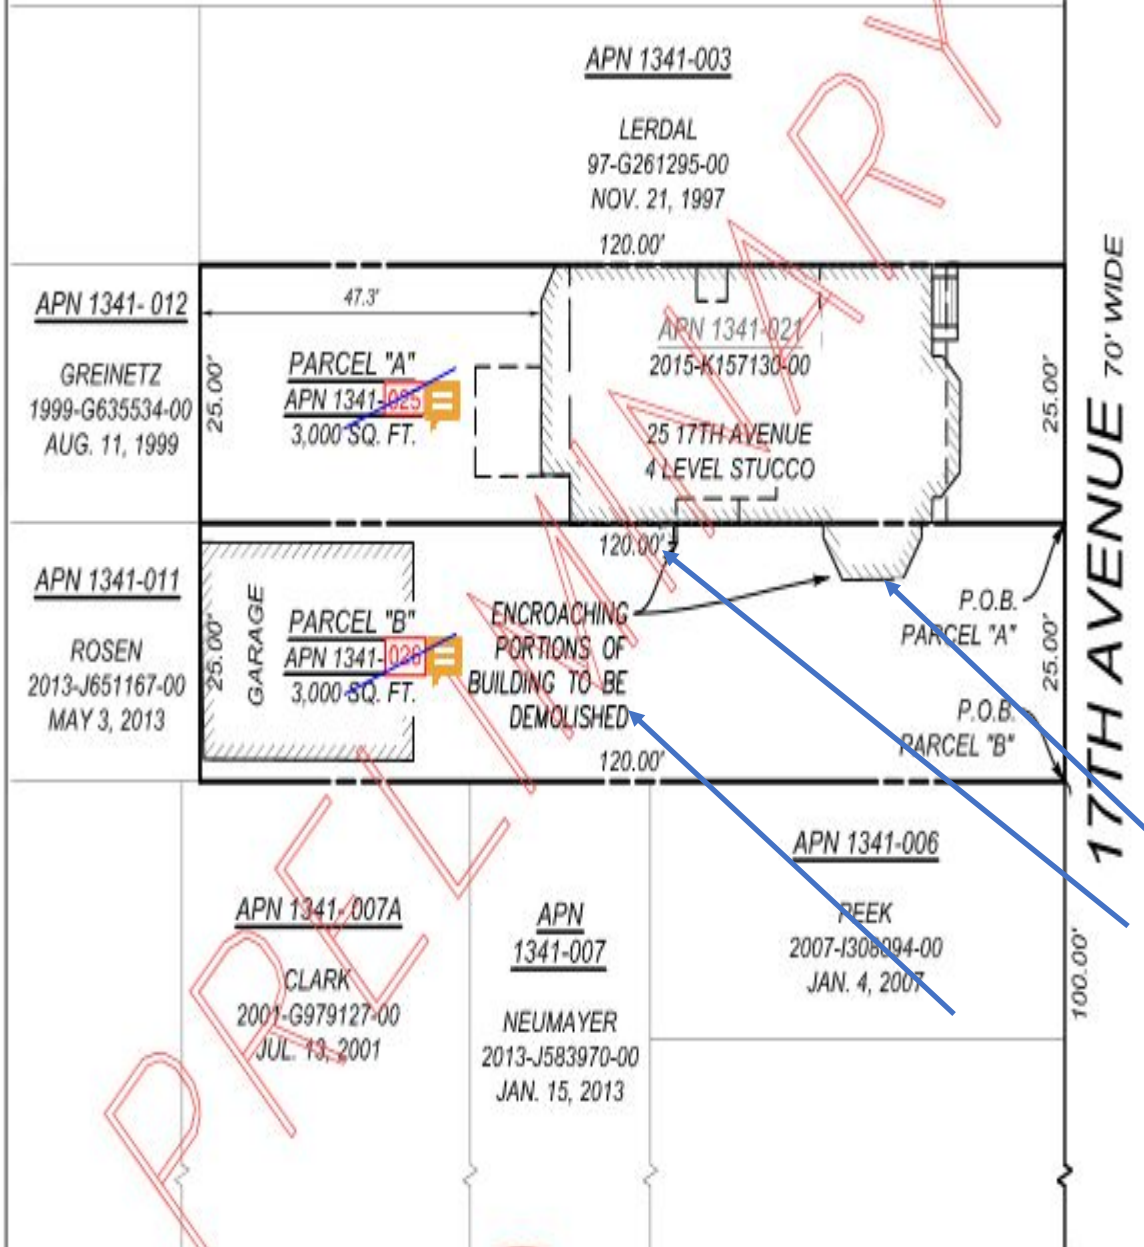 APN 1341-003
LERDAL
97-G261295-00
NOV. 21, 1997
120.00'
APN 1341- 012
GREINETZ
1999-G635534-00
AUG. 11, 1999
25.00'
47.3'
PARCEL "A"
APN 1341-025
3,000 SQ. FT.
APN 1341-021
2015-K157130-00
25 17TH AVENUE
4 LEVEL STUCCO
25.00'
17TH AVENUE 70' WIDE
120.00'
APN 1341-011
ROSEN
2013-J651167-00
MAY 3, 2013
25.00'
GARAGE
PARCEL "B"
APN 1341-026
3,000 SQ. FT.
ENCROACHING
PORTIONS OF
BUILDING TO BE
DEMOLISHED
P.O.B.
PARCEL "A"
25.00'
P.O.B.
PARCEL "B"
120.00'
APN 1341- 007A
CLARK
2001-G979127-00
JUL. 13, 2001
APN
1341-007
NEUMAYER
2013-J583970-00
JAN. 15, 2013
APN 1341-006
PEEK
2007-I308094-00
JAN. 4, 2007
100.00'
PRELIMINARY